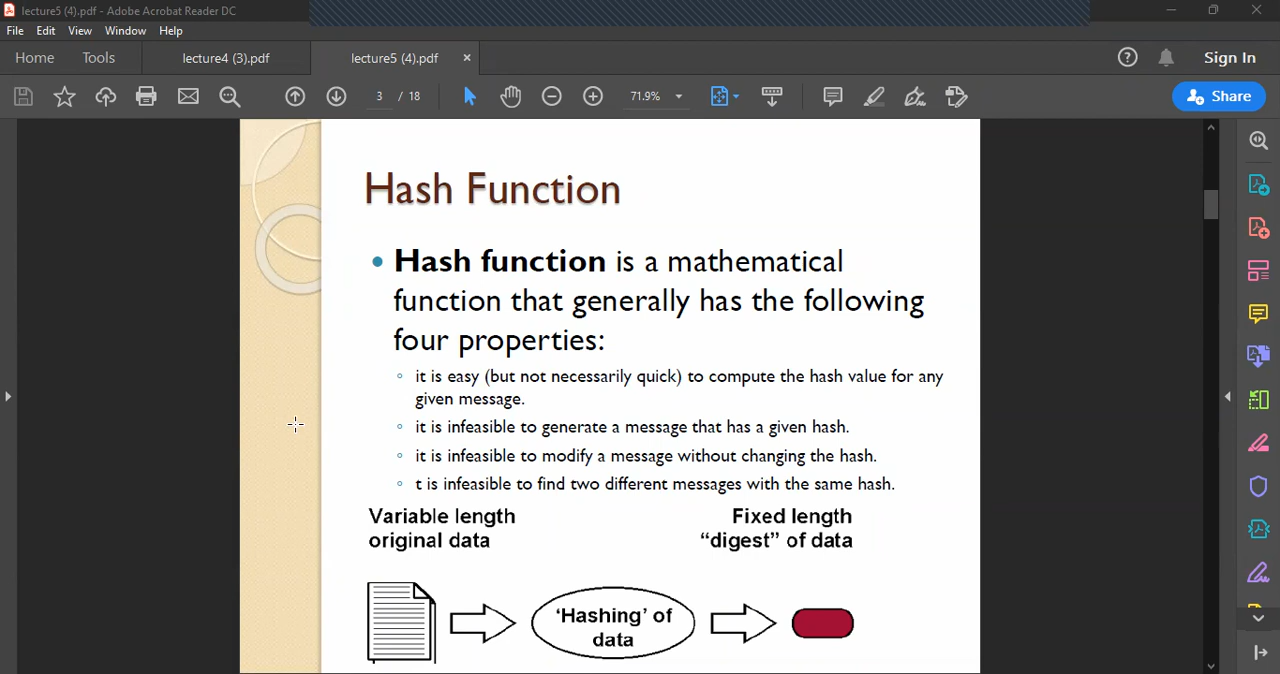 lecture5 (4).pdf - Adobe Acrobat Reader DC
File Edit View Window Help
Home Tools lecture4 (3).pdf lecture5 (4).pdf × Sign In
3 / 18 71.9% Share
Hash Function
• Hash function is a mathematical
function that generally has the following
four properties:
◦ it is easy (but not necessarily quick) to compute the hash value for any
given message.
◦ it is infeasible to generate a message that has a given hash.
◦ it is infeasible to modify a message without changing the hash.
◦ t is infeasible to find two different messages with the same hash.
Variable length
original data
Fixed length
“digest” of data
‘Hashing’ of
data